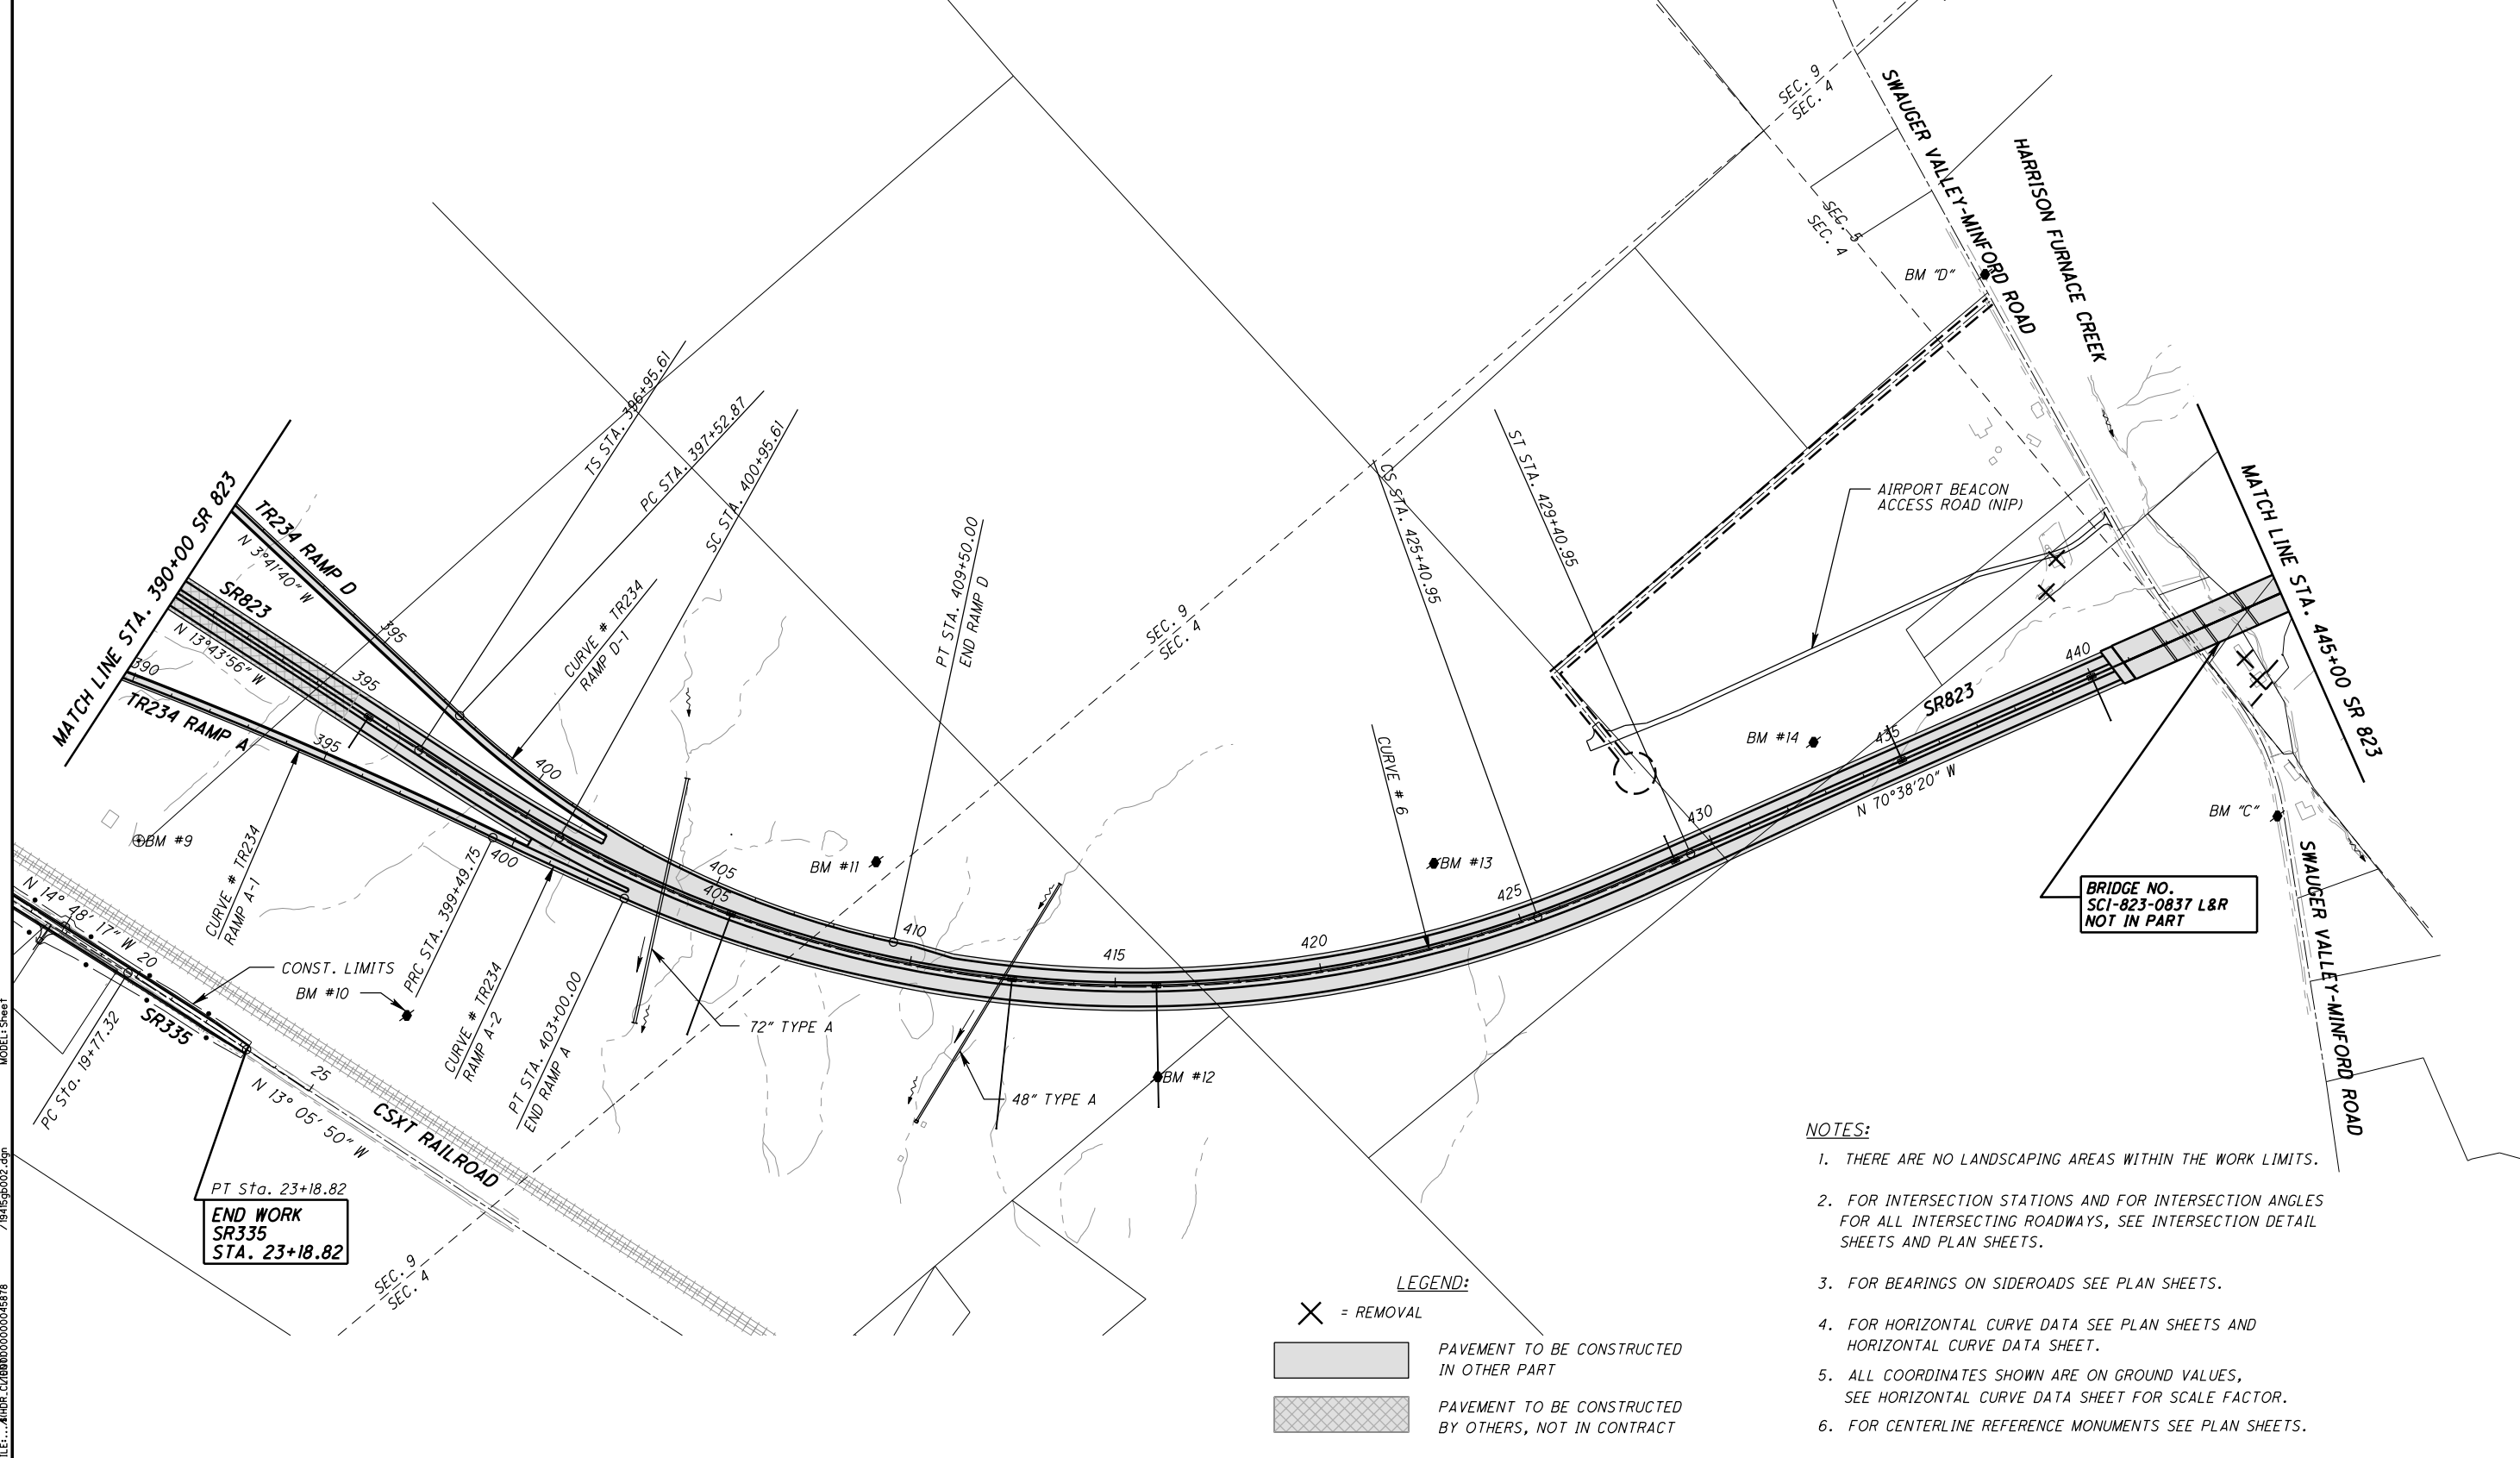 SEC. 9
SEC. 4
SWAUGER VALLEY-MINFORD ROAD
HARRISON FURNACE CREEK
SEC. 5
SEC. 4
BM "D"
MATCH LINE STA. 390+00 SR 823
TR234 RAMP D
N 3°41'40" W
SR823
N 13°43'56" W
390
TR234 RAMP A
395
395
395
TS STA. 396+95.61
PC STA. 397+52.87
SC STA. 400+95.61
CURVE # TR234
RAMP D-1
400
PT STA. 409+50.00
END RAMP D
SEC. 9
SEC. 4
CS STA. 425+40.95
ST STA. 429+40.95
AIRPORT BEACON
ACCESS ROAD (NIP)
MATCH LINE STA. 445+00 SR 823
440
SR823
435
BM #14
N 70°38'20" W
430
CURVE # 6
BM #13
425
420
415
410
405
405
BM #11
BM #9
400
CURVE # TR234
RAMP A-1
PRC STA. 399+49.75
CURVE # TR234
RAMP A-2
PT STA. 403+00.00
END RAMP A
72" TYPE A
48" TYPE A
BM #12
BM "C"
BRIDGE NO.
SCI-823-0837 L&R
NOT IN PART
SWAUGER VALLEY-MINFORD ROAD
N 14° 48' 17" W
20
CONST. LIMITS
BM #10
SR335
PC Sta. 19+77.32
25
N 13° 05' 50" W
CSXT RAILROAD
PT Sta. 23+18.82
END WORK
SR335
STA. 23+18.82
SEC. 9
SEC. 4
MODEL: Sheet
/19415gb002.dgn
LEGEND:
= REMOVAL
PAVEMENT TO BE CONSTRUCTED
IN OTHER PART
PAVEMENT TO BE CONSTRUCTED
BY OTHERS, NOT IN CONTRACT
NOTES:
1. THERE ARE NO LANDSCAPING AREAS WITHIN THE WORK LIMITS.
2. FOR INTERSECTION STATIONS AND FOR INTERSECTION ANGLES
FOR ALL INTERSECTING ROADWAYS, SEE INTERSECTION DETAIL
SHEETS AND PLAN SHEETS.
3. FOR BEARINGS ON SIDEROADS SEE PLAN SHEETS.
4. FOR HORIZONTAL CURVE DATA SEE PLAN SHEETS AND
HORIZONTAL CURVE DATA SHEET.
5. ALL COORDINATES SHOWN ARE ON GROUND VALUES,
SEE HORIZONTAL CURVE DATA SHEET FOR SCALE FACTOR.
6. FOR CENTERLINE REFERENCE MONUMENTS SEE PLAN SHEETS.